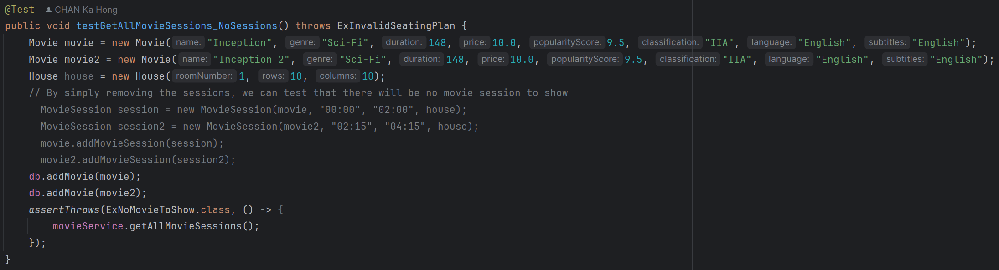 @Test CHAN Ka Hong
public void testGetAllMovieSessions_NoSessions() throws ExInvalidSeatingPlan {
    Movie movie = new Movie( name: "Inception", genre: "Sci-Fi", duration: 148, price: 10.0, popularityScore: 9.5, classification: "IIA", language: "English", subtitles: "English");
    Movie movie2 = new Movie( name: "Inception 2", genre: "Sci-Fi", duration: 148, price: 10.0, popularityScore: 9.5, classification: "IIA", language: "English", subtitles: "English");
    House house = new House( roomNumber: 1, rows: 10, columns: 10);
    // By simply removing the sessions, we can test that there will be no movie session to show
      MovieSession session = new MovieSession(movie, "00:00", "02:00", house);
      MovieSession session2 = new MovieSession(movie2, "02:15", "04:15", house);
      movie.addMovieSession(session);
      movie2.addMovieSession(session2);
    db.addMovie(movie);
    db.addMovie(movie2);
    assertThrows(ExNoMovieToShow.class, () -> {
        movieService.getAllMovieSessions();
    });
}